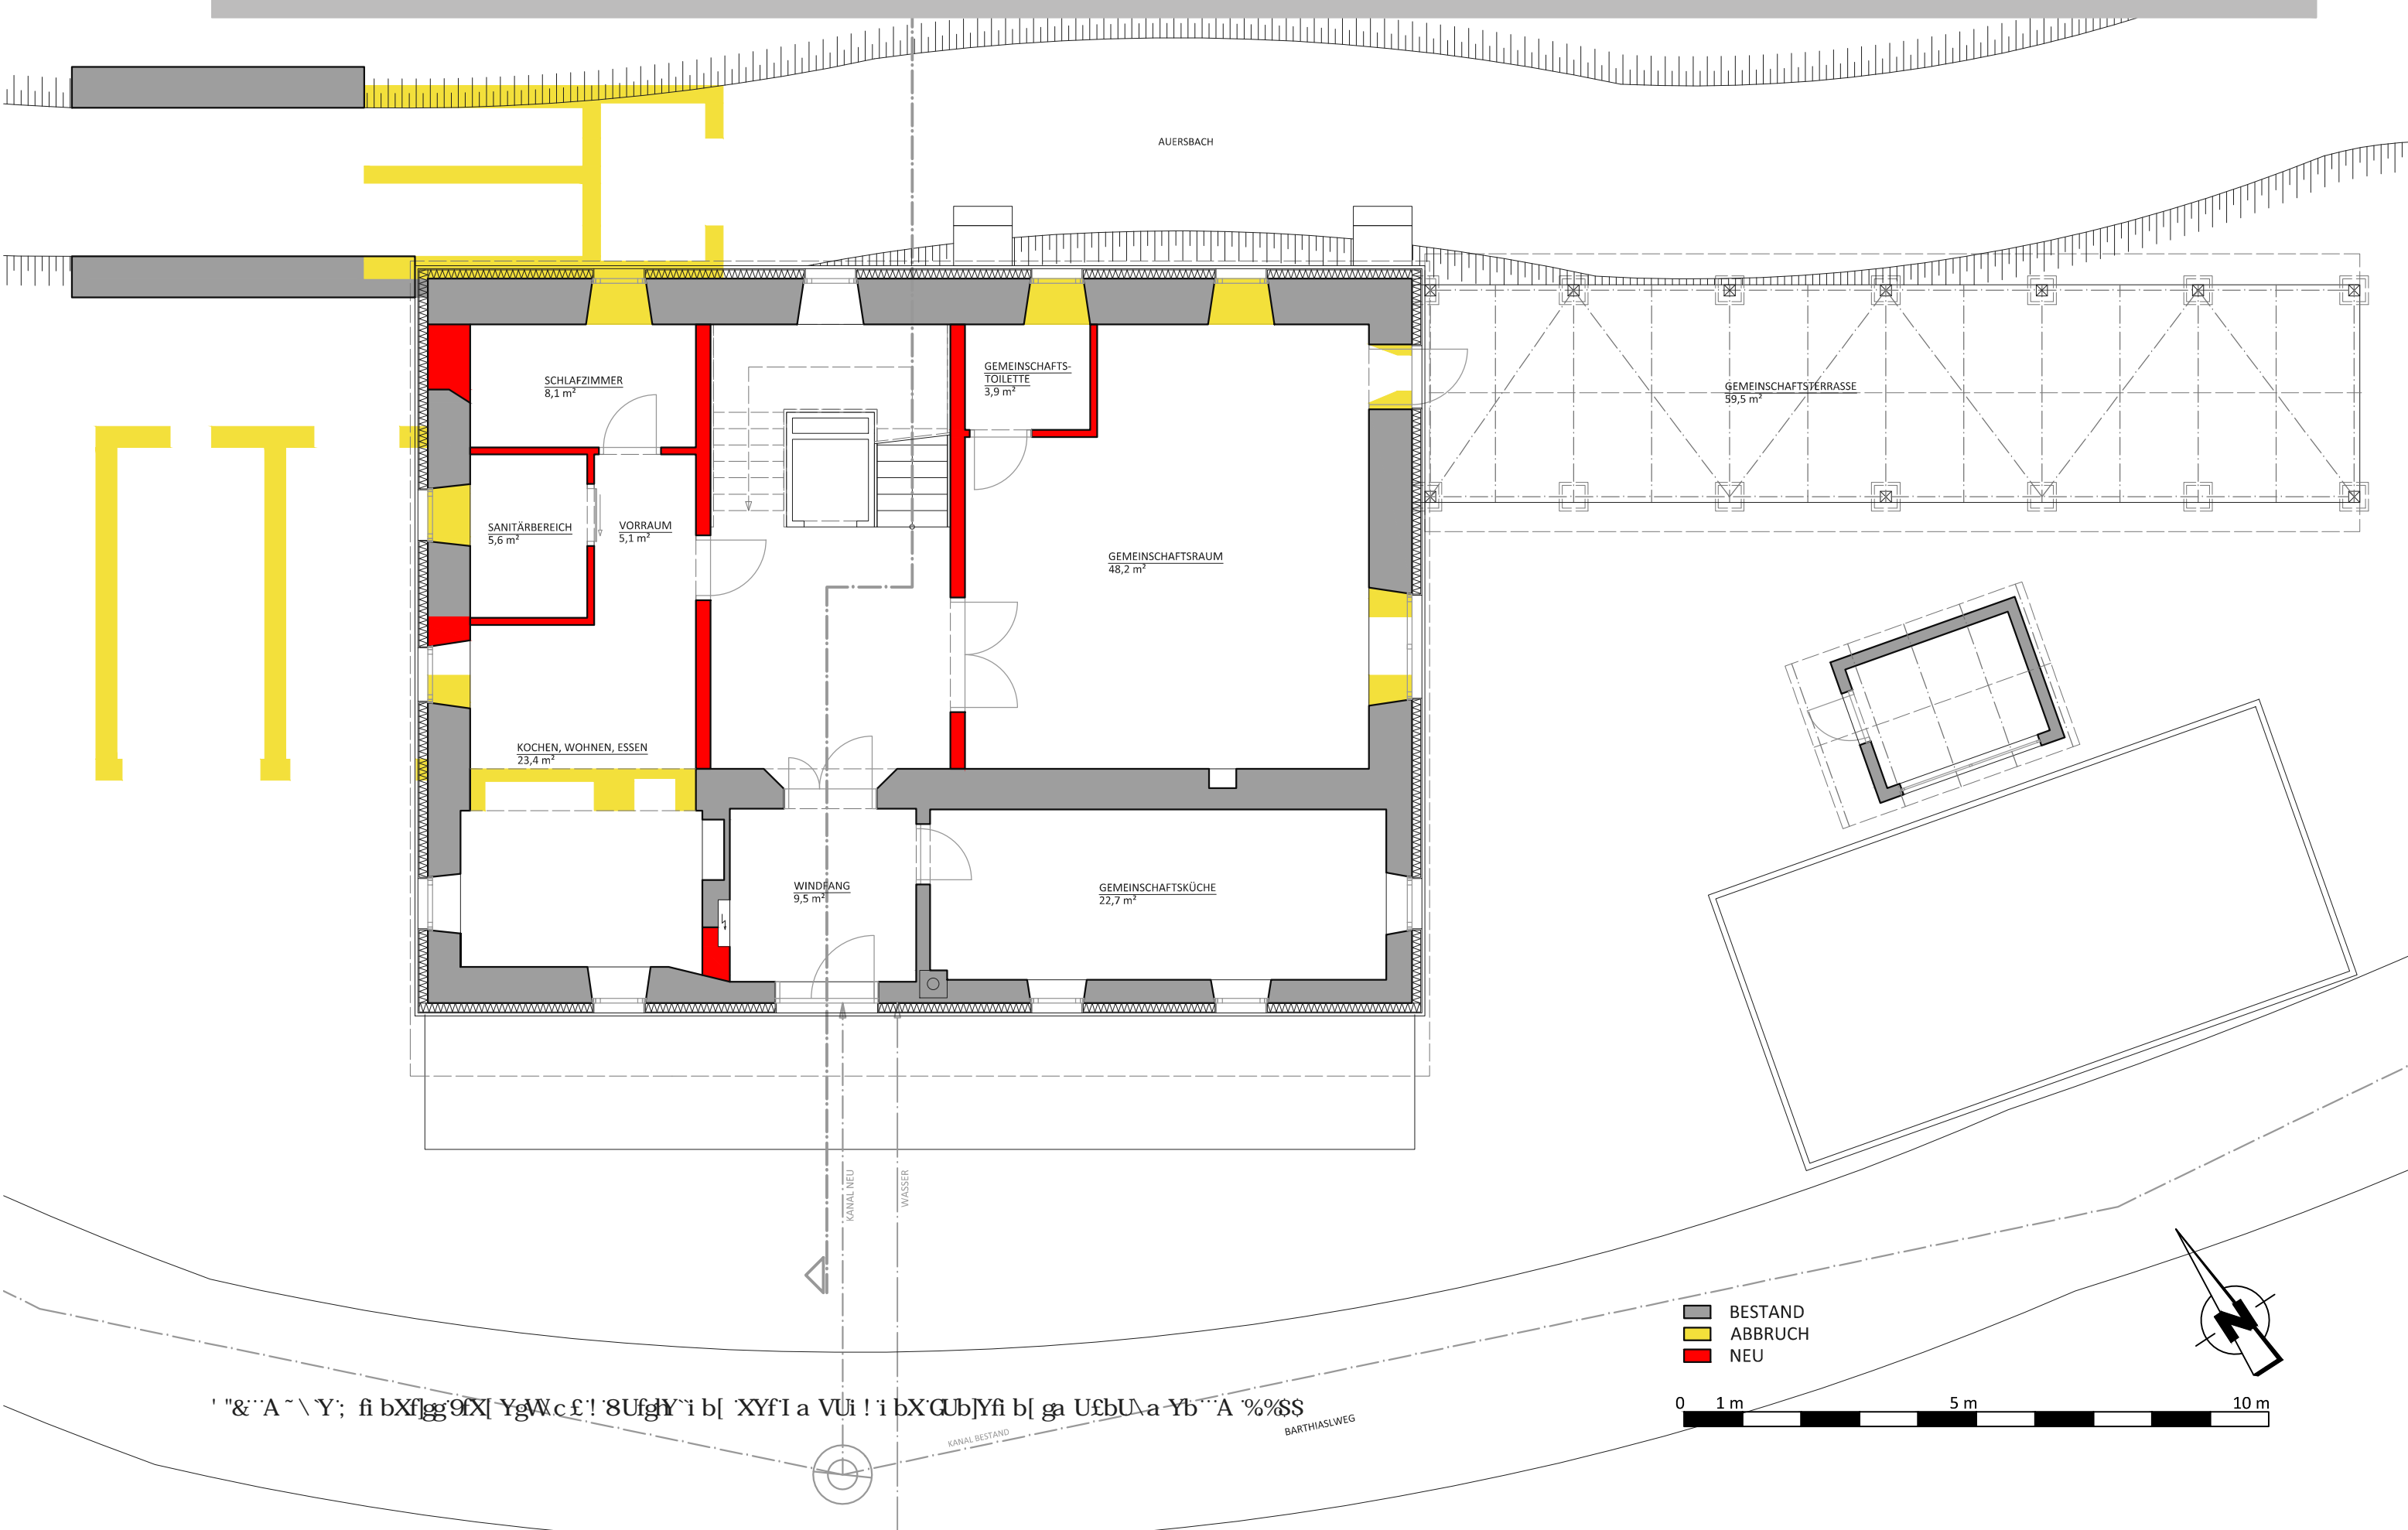 AUERSBACH
SCHLAFZIMMER
8,1 m²
GEMEINSCHAFTS-
TOILETTE
3,9 m²
GEMEINSCHAFTSTERRASSE
59,5 m²
SANITÄRBEREICH
5,6 m²
VORRAUM
5,1 m²
GEMEINSCHAFTSRAUM
48,2 m²
KOCHEN, WOHNEN, ESSEN
23,4 m²
WINDFANG
9,5 m²
GEMEINSCHAFTSKÜCHE
22,7 m²
KANAL NEU
WASSER
BESTAND
ABBRUCH
NEU
N
0 1 m 5 m 10 m
KANAL BESTAND
BARTHIASLWEG